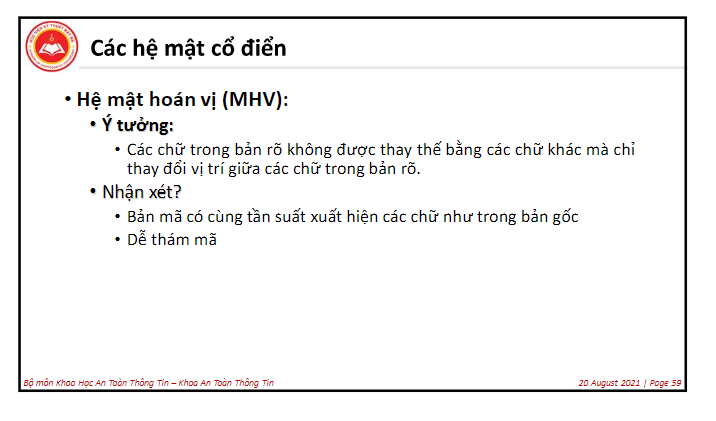 Các hệ mật cổ điển
• Hệ mật hoán vị (MHV):
• Ý tưởng:
• Các chữ trong bản rõ không được thay thế bằng các chữ khác mà chỉ
thay đổi vị trí giữa các chữ trong bản rõ.
• Nhận xét?
• Bản mã có cùng tần suất xuất hiện các chữ như trong bản gốc
• Dễ thám mã
Bộ môn Khoa Học An Toàn Thông Tin – Khoa An Toàn Thông Tin
20 August 2021 | Page 59